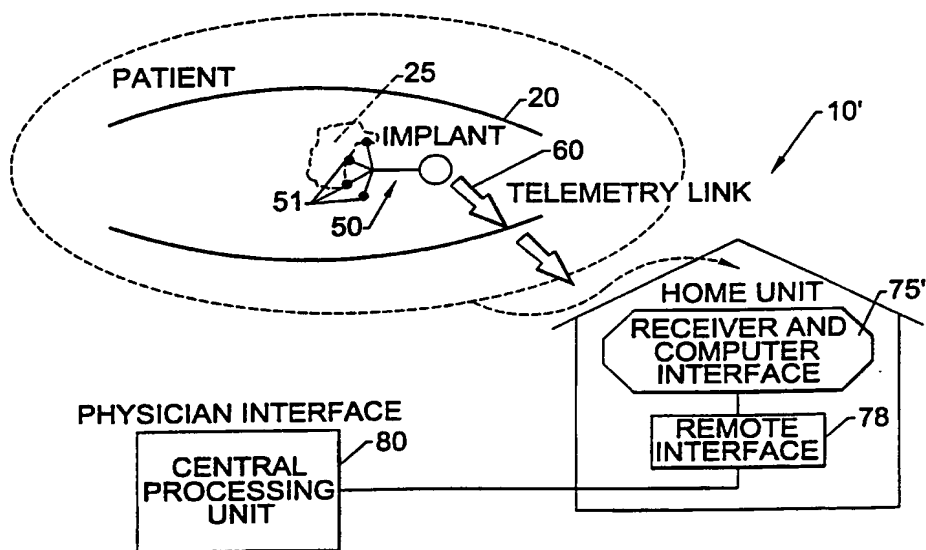 PATIENT
25
20
10'
IMPLANT
60
TELEMETRY LINK
51
50
HOME UNIT
75'
RECEIVER AND
COMPUTER
INTERFACE
PHYSICIAN INTERFACE
80
REMOTE
INTERFACE
78
CENTRAL
PROCESSING
UNIT